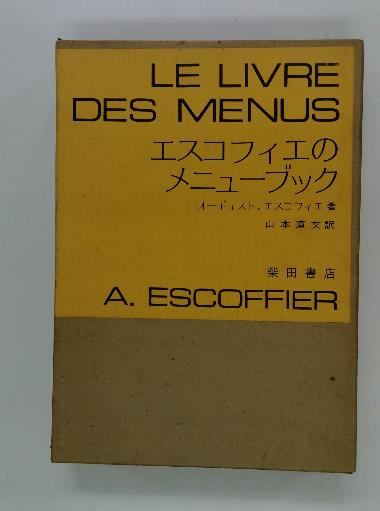 LE LIVRE
DES MENUS
エスコフィエの
メニューブック
オーギュスト.エスコフィエ著
山本直文訳
柴田書店
A. ESCOFFIER